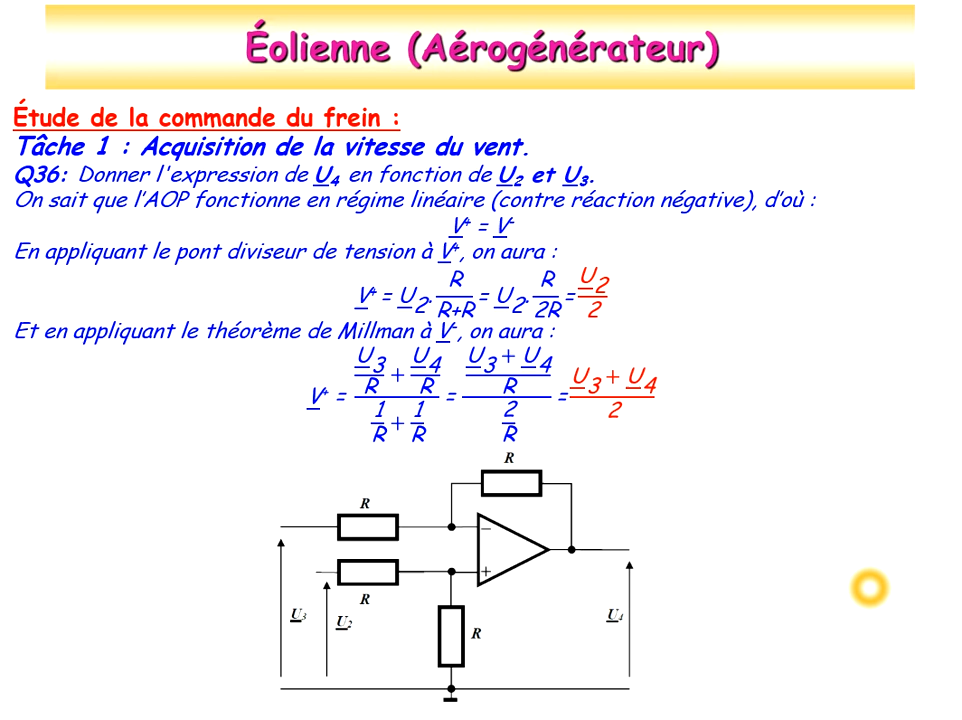 Éolienne (Aérogénérateur)
Étude de la commande du frein :
Tâche 1 : Acquisition de la vitesse du vent.
Q36: Donner l'expression de U4 en fonction de U2 et U3.
On sait que l'AOP fonctionne en régime linéaire (contre réaction négative), d'où :
V+ = V-
En appliquant le pont diviseur de tension à V+, on aura :
V+ = U2. R/(R+R) = U2. R/2R = U2/2
Et en appliquant le théorème de Millman à V-, on aura :
V+ = (U3/R + U4/R)/(1/R + 1/R) = ((U3 + U4)/R)/(2/R) = (U3 + U4)/2
R
R
−
+
R
U3
U2
R
U4